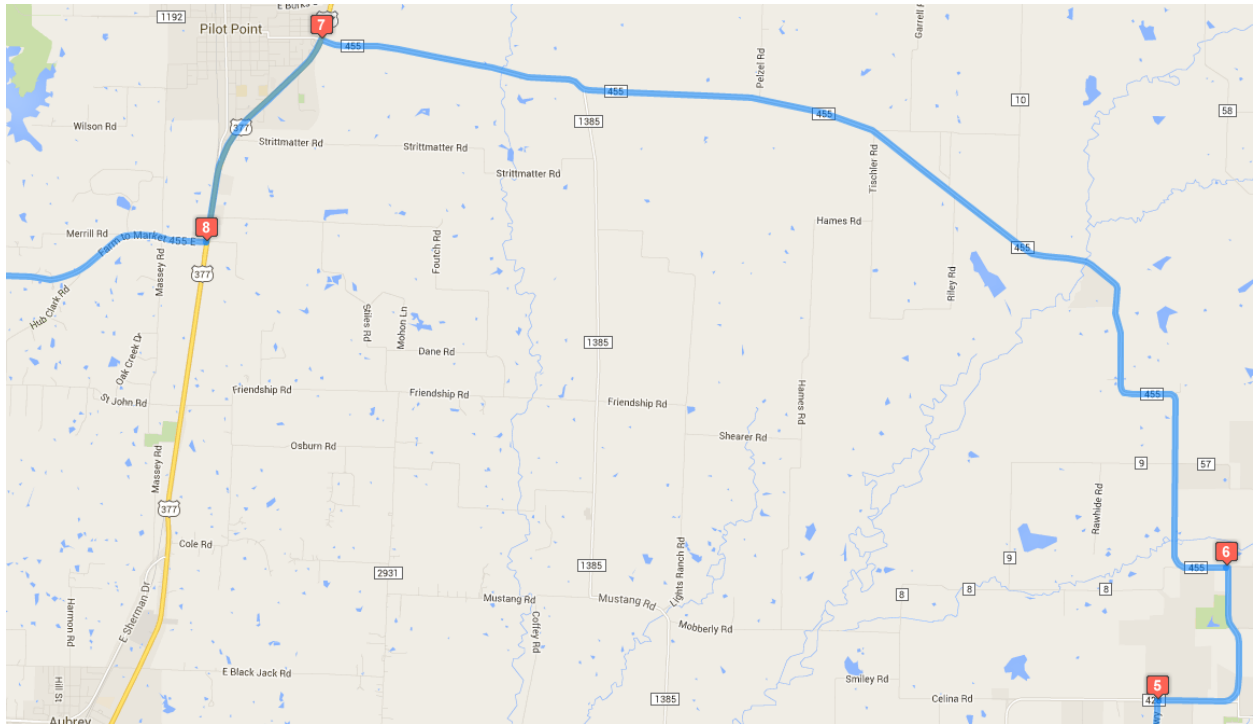 1192
E Burks
7
Pilot Point
455
Pelzel Rd
Garrell
455
455
10
58
Wilson Rd
377
1385
Strittmatter Rd
Strittmatter Rd
Strittmatter Rd
Tischler Rd
8
Merrill Rd
Farm to Market 455 E
Hames Rd
455
377
Massey Rd
Foutch Rd
Riley Rd
Hub Clark Rd
Stiles Rd
Mohon Ln
1385
Oak Creek Dr
Dane Rd
Friendship Rd
Friendship Rd
Friendship Rd
455
St John Rd
Hames Rd
Osburn Rd
Shearer Rd
Massey Rd
9
57
Rawhide Rd
377
Cole Rd
6
9
2931
1385
455
8
8
8
Mustang Rd
Mustang Rd
Lights Ranch Rd
Harmon Rd
E Sherman Dr
Coffey Rd
Mobberly Rd
E Black Jack Rd
Smiley Rd
5
Hill St
1385
Celina Rd
Aubrey